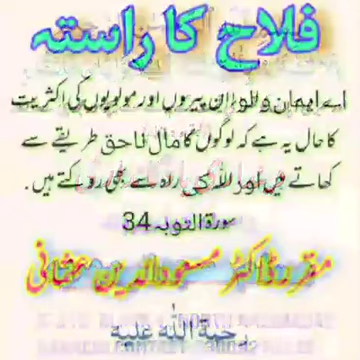 فلاح کا راستہ
اے ایمان والو! ان پیروں اور مولویوں کی اکثریت
کا حال یہ ہے کہ لوگوں کا مال ناحق طریقے سے
کھاتے ہیں اور اللہ کی راہ سے بھی روکتے ہیں۔
سورۃ التوبہ 34
مقرر ڈاکٹر مسعود الدین عثمانی
رحمۃ اللہ علیہ